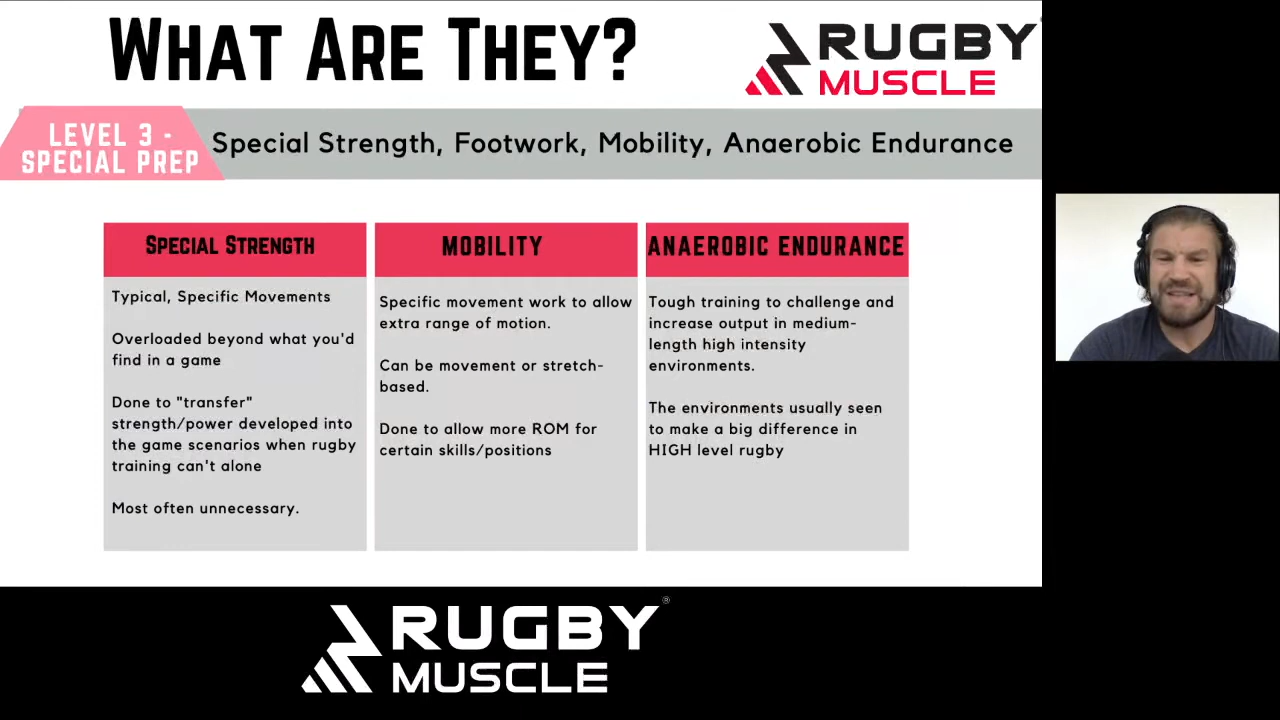 WHAT ARE THEY?
RUGBY
MUSCLE
LEVEL 3 -
SPECIAL PREP
Special Strength, Footwork, Mobility, Anaerobic Endurance
SPECIAL STRENGTH
Typical, Specific Movements
Overloaded beyond what you'd
find in a game
Done to "transfer"
strength/power developed into
the game scenarios when rugby
training can't alone
Most often unnecessary.
MOBILITY
Specific movement work to allow
extra range of motion.
Can be movement or stretch-
based.
Done to allow more ROM for
certain skills/positions
ANAEROBIC ENDURANCE
Tough training to challenge and
increase output in medium-
length high intensity
environments.
The environments usually seen
to make a big difference in
HIGH level rugby
RUGBY®
MUSCLE